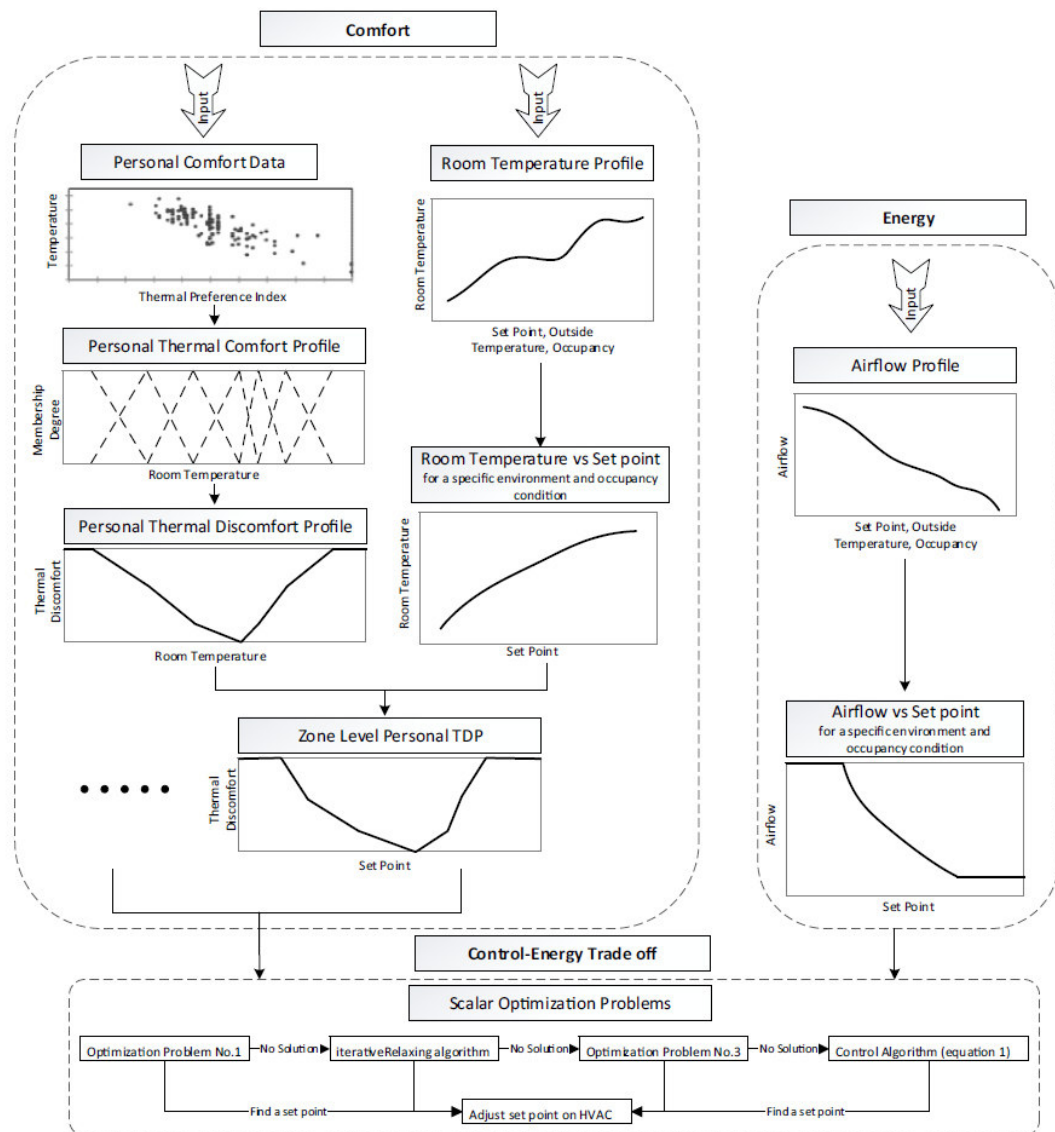 Comfort
Input
Input
Personal Comfort Data
Temperature
Thermal Preference Index
Personal Thermal Comfort Profile
Membership
Degree
Room Temperature
Personal Thermal Discomfort Profile
Thermal
Discomfort
Room Temperature
Room Temperature Profile
Room Temperature
Set Point, Outside
Temperature, Occupancy
Room Temperature vs Set point
for a specific environment and occupancy
condition
Room Temperature
Set Point
Zone Level Personal TDP
Thermal
Discomfort
Set Point
Energy
Input
Airflow Profile
Airflow
Set Point, Outside
Temperature, Occupancy
Airflow vs Set point
for a specific environment and
occupancy condition
Airflow
Set Point
Control-Energy Trade off
Scalar Optimization Problems
Optimization Problem No.1
No Solution
iterativeRelaxing algorithm
No Solution
Optimization Problem No.3
No Solution
Control Algorithm (equation 1)
Find a set point
Adjust set point on HVAC
Find a set point